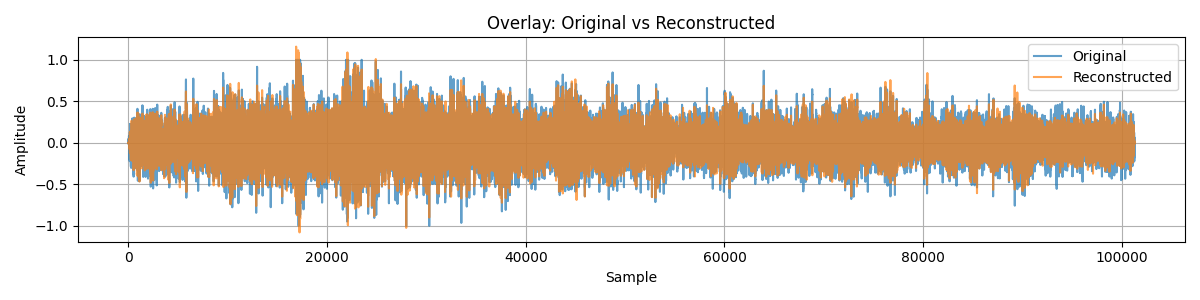 Overlay: Original vs Reconstructed
Original
Reconstructed
Amplitude
1.0
0.5
0.0
−0.5
−1.0
0 20000 40000 60000 80000 100000
Sample